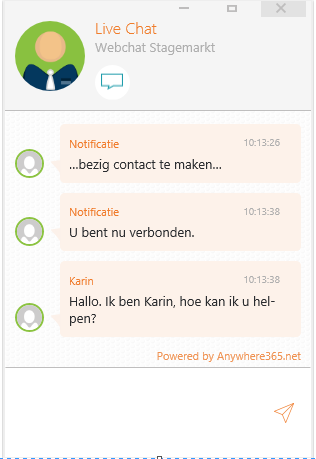 Live Chat
Webchat Stagemarkt
Notificatie 10:13:26
...bezig contact te maken...
Notificatie 10:13:38
U bent nu verbonden.
Karin 10:13:38
Hallo. Ik ben Karin, hoe kan ik u hel-
pen?
Powered by Anywhere365.net